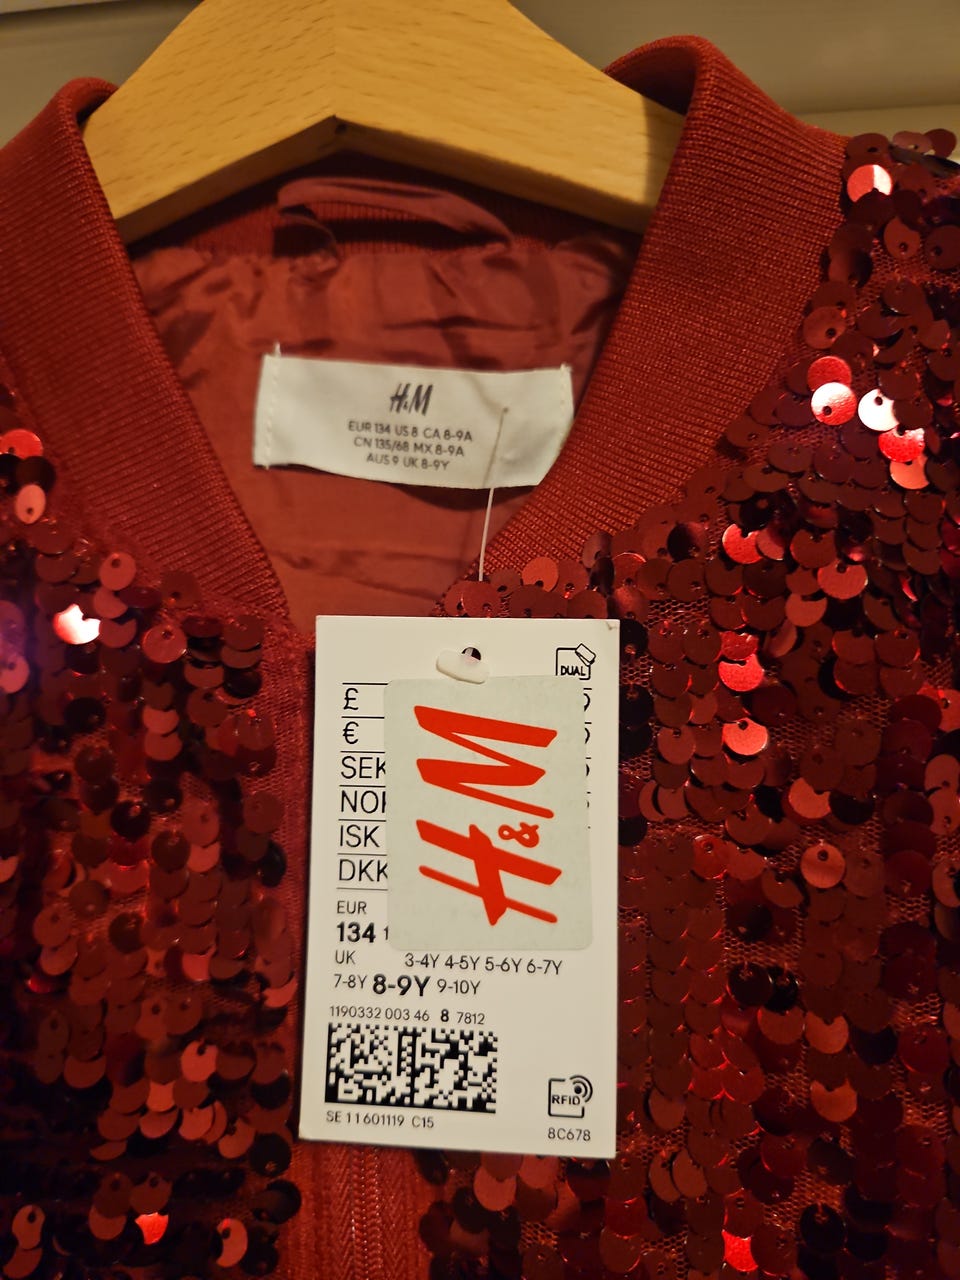 H&M
EUR 134 US 8 CA 8-9A
CN 135/68 MX 8-9A
AUS 9 UK 8-9Y
DUAL
£
€
SEK
ISK
DKK
H&M
EUR
134
UK 3-4Y 4-5Y 5-6Y 6-7Y
7-8Y 8-9Y 9-10Y
1190332 003 46 8 7812
RFID
SE 11601119 C15
8C678